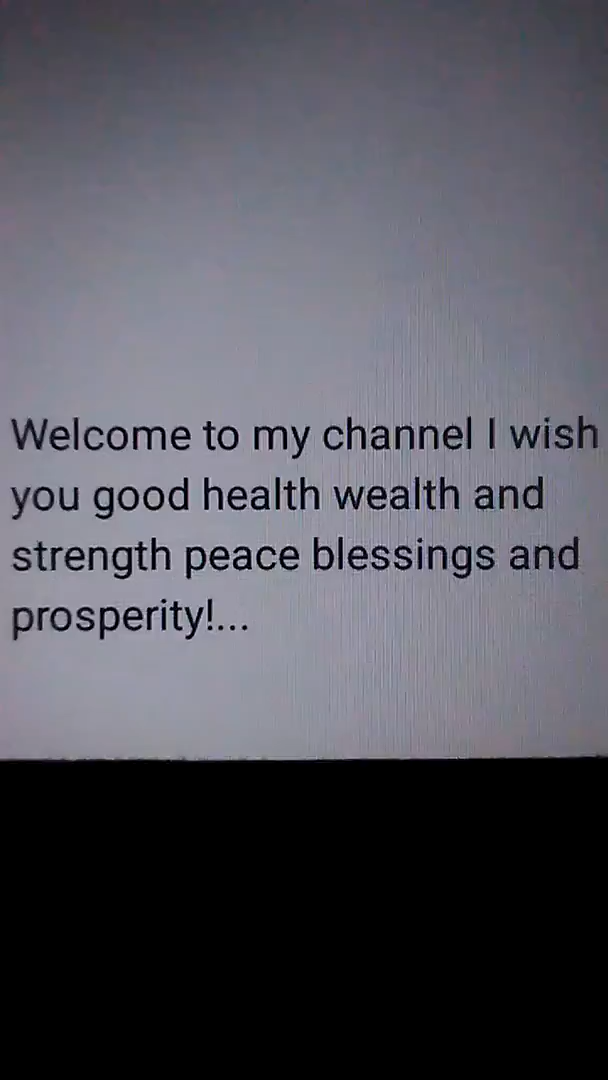 Welcome to my channel I wish
you good health wealth and
strength peace blessings and
prosperity!...